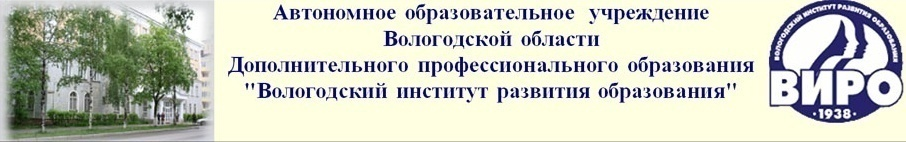 Автономное образовательное учреждение
Вологодской области
Дополнительного профессионального образования
"Вологодский институт развития образования"
ВОЛОГОДСКИЙ ИНСТИТУТ РАЗВИТИЯ ОБРАЗОВАНИЯ
ВИРО
·1938·